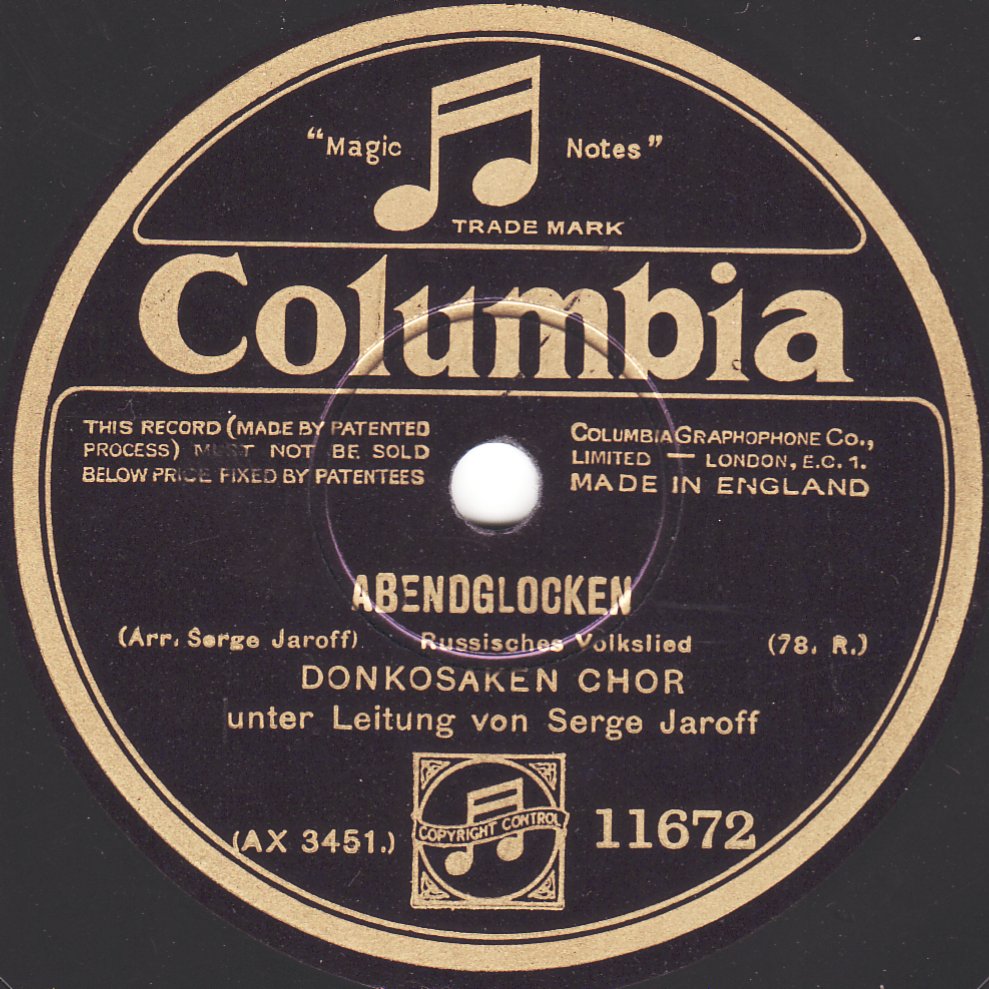 “Magic Notes”
TRADE MARK
Columbia
THIS RECORD (MADE BY PATENTED
PROCESS) MUST NOT BE SOLD
BELOW PRICE FIXED BY PATENTEES
COLUMBIA GRAPHOPHONE CO.,
LIMITED — LONDON, E.C. 1.
MADE IN ENGLAND
ABENDGLOCKEN
(Arr. Serge Jaroff) Russisches Volkslied (78. R.)
DONKOSAKEN CHOR
unter Leitung von Serge Jaroff
COPYRIGHT CONTROL
(AX 3451.) 11672